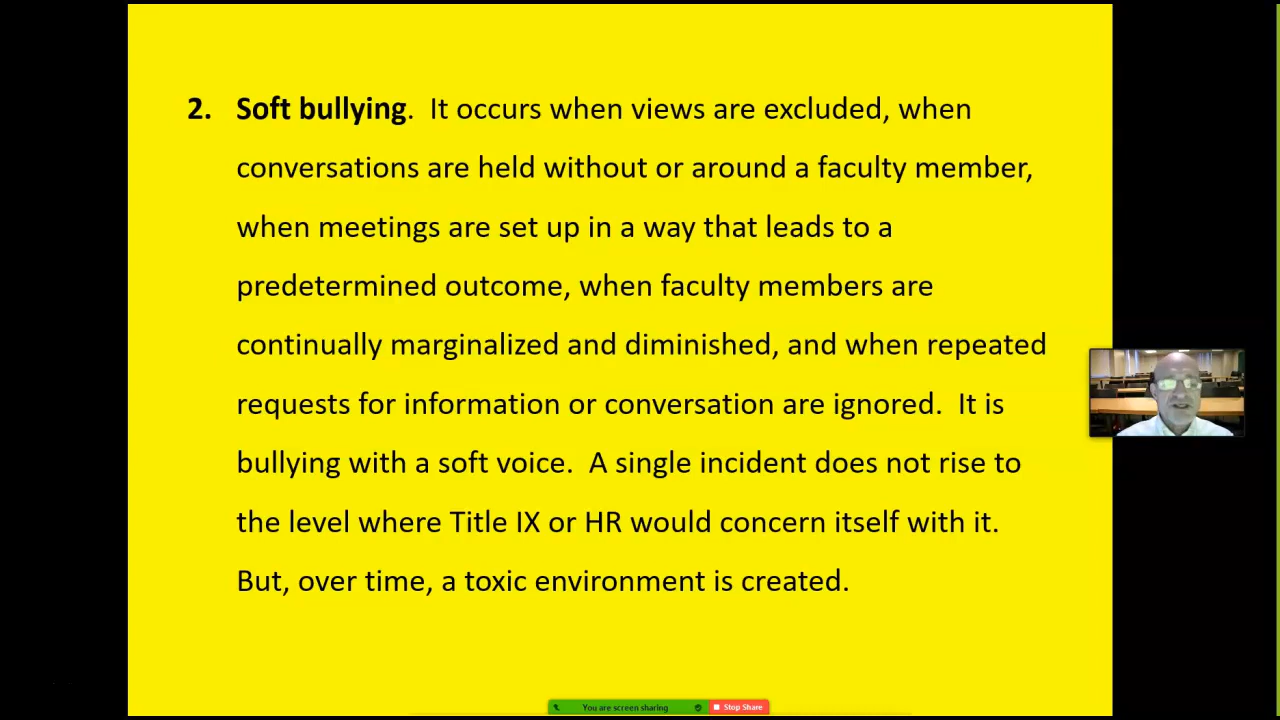 2. Soft bullying. It occurs when views are excluded, when
conversations are held without or around a faculty member,
when meetings are set up in a way that leads to a
predetermined outcome, when faculty members are
continually marginalized and diminished, and when repeated
requests for information or conversation are ignored. It is
bullying with a soft voice. A single incident does not rise to
the level where Title IX or HR would concern itself with it.
But, over time, a toxic environment is created.
You are screen sharing
Stop Share